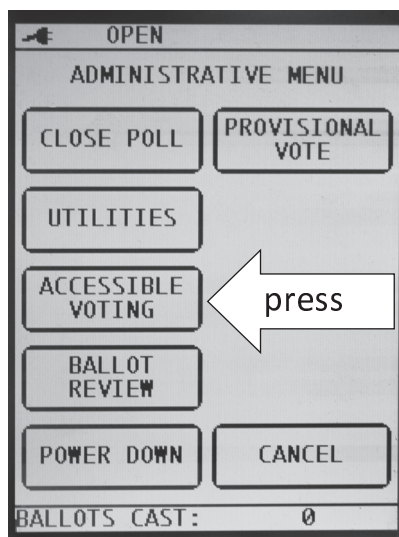 OPEN
ADMINISTRATIVE MENU
CLOSE POLL
PROVISIONAL
VOTE
UTILITIES
ACCESSIBLE
VOTING
press
BALLOT
REVIEW
POWER DOWN
CANCEL
BALLOTS CAST: 0